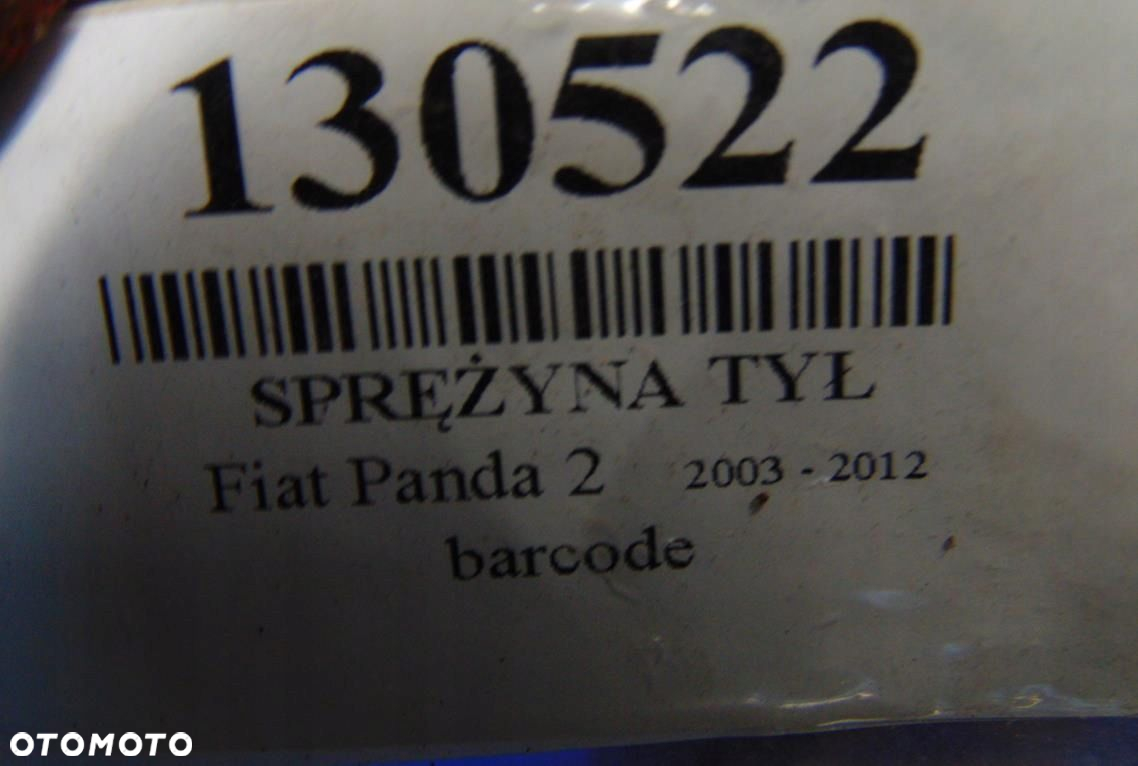 130522
SPRĘŻYNA TYŁ
Fiat Panda 2 2003 - 2012
barcode
OTOMOTO